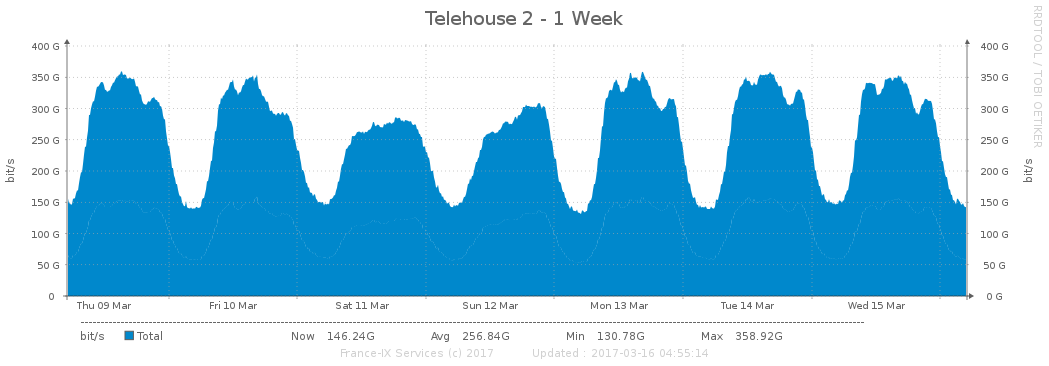 Telehouse 2 - 1 Week
RRDTOOL / TOBI OETIKER
400 G 400 G
350 G 350 G
300 G 300 G
250 G 250 G
200 G 200 G
150 G 150 G
100 G 100 G
50 G 50 G
0 0 G
bit/s bit/s
Thu 09 Mar Fri 10 Mar Sat 11 Mar Sun 12 Mar Mon 13 Mar Tue 14 Mar Wed 15 Mar
bit/s Total Now 146.24G Avg 256.84G Min 130.78G Max 358.92G
France-IX Services (c) 2017 Updated : 2017-03-16 04:55:14